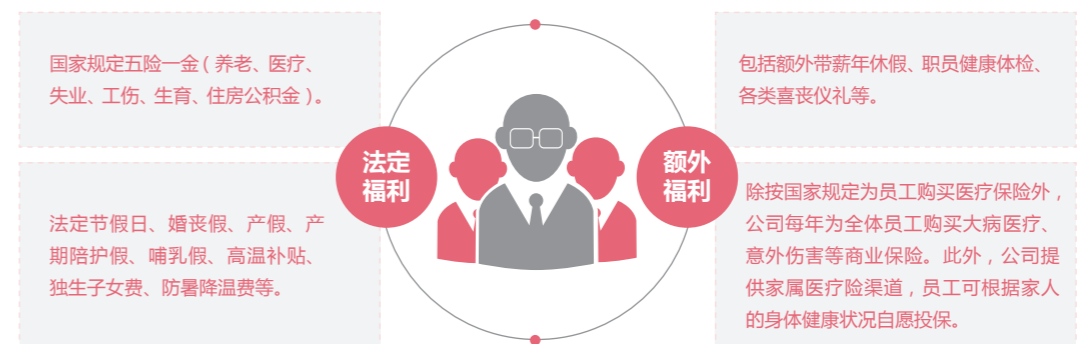 国家规定五险一金（养老、医疗、
失业、工伤、生育、住房公积金）。
法定节假日、婚丧假、产假、产
期陪护假、哺乳假、高温补贴、
独生子女费、防暑降温费等。
法定
福利
额外
福利
包括额外带薪年休假、职员健康体检、
各类喜丧仪礼等。
除按国家规定为员工购买医疗保险外，
公司每年为全体员工购买大病医疗、
意外伤害等商业保险。此外，公司提
供家属医疗险渠道，员工可根据家人
的身体健康状况自愿投保。